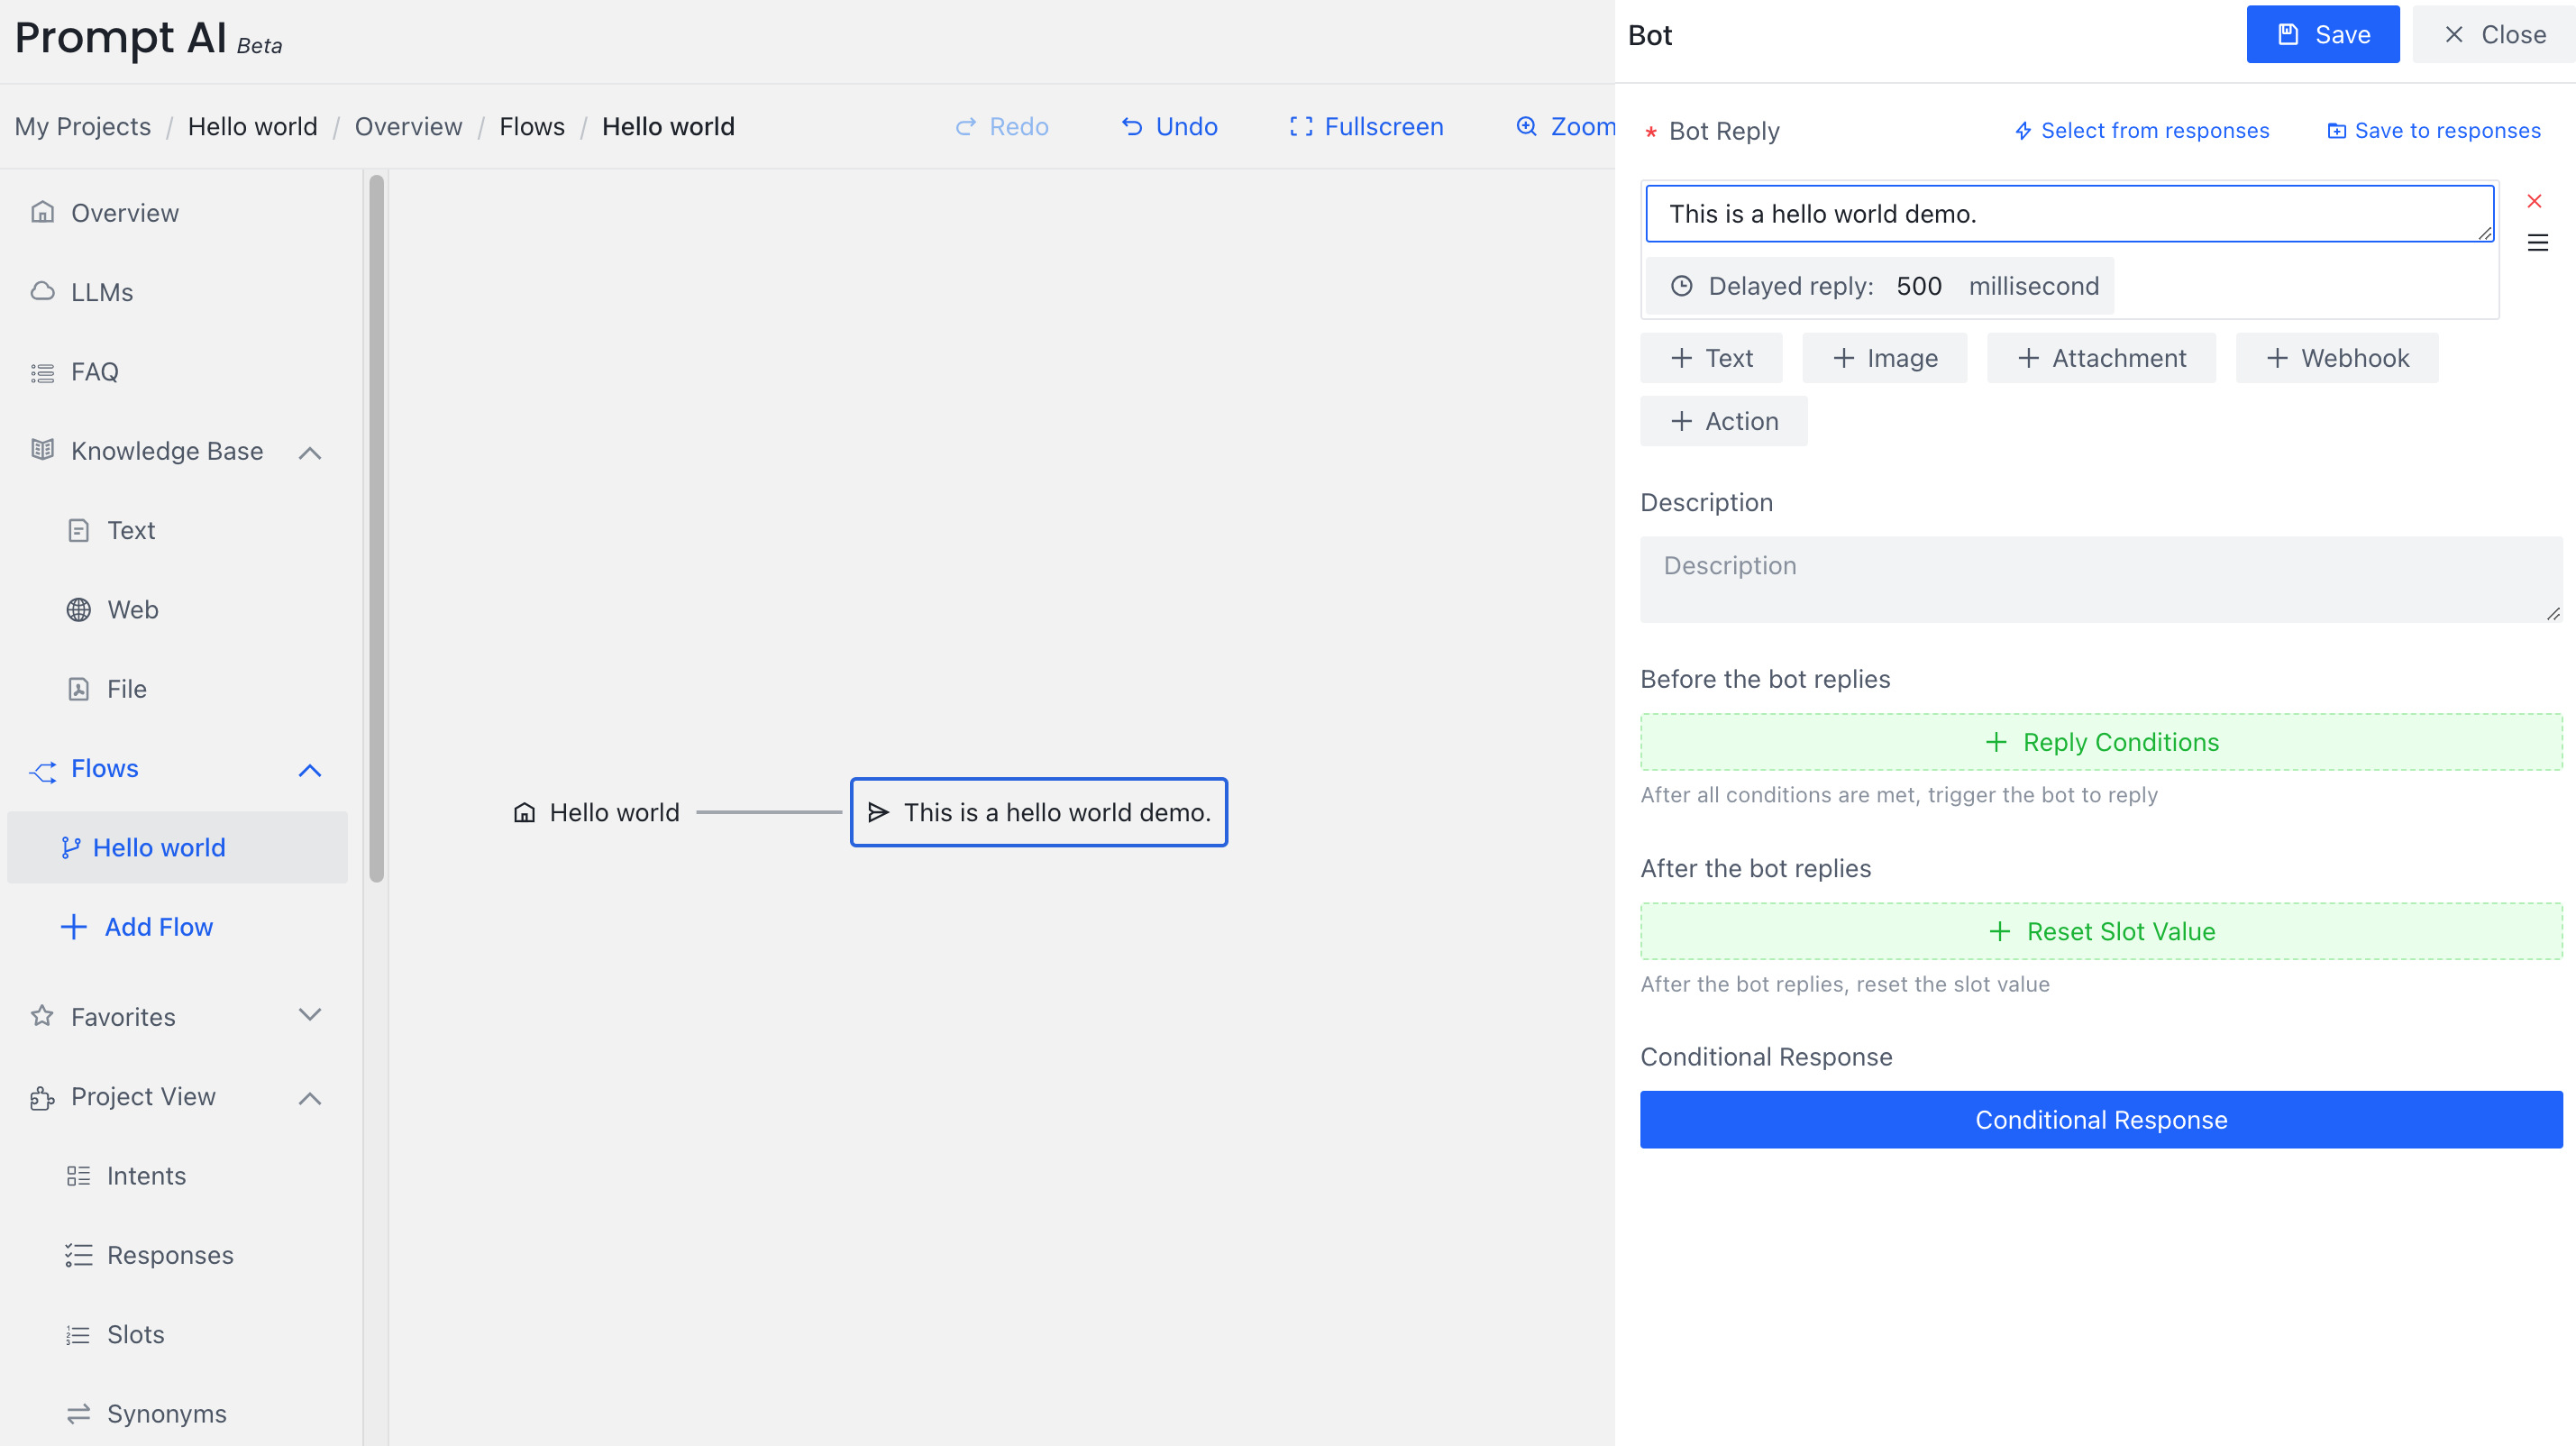 Prompt AI Beta
My Projects / Hello world / Overview / Flows / Hello world
Redo
Undo
Fullscreen
Zoom
Overview
LLMs
FAQ
Knowledge Base
Text
Web
File
Flows
Hello world
Add Flow
Favorites
Project View
Intents
Responses
Slots
Synonyms
Hello world
This is a hello world demo.
Bot
Save
Close
* Bot Reply
Select from responses
Save to responses
This is a hello world demo.
Delayed reply: 500 millisecond
+ Text
+ Image
+ Attachment
+ Webhook
+ Action
Description
Description
Before the bot replies
+ Reply Conditions
After all conditions are met, trigger the bot to reply
After the bot replies
+ Reset Slot Value
After the bot replies, reset the slot value
Conditional Response
Conditional Response